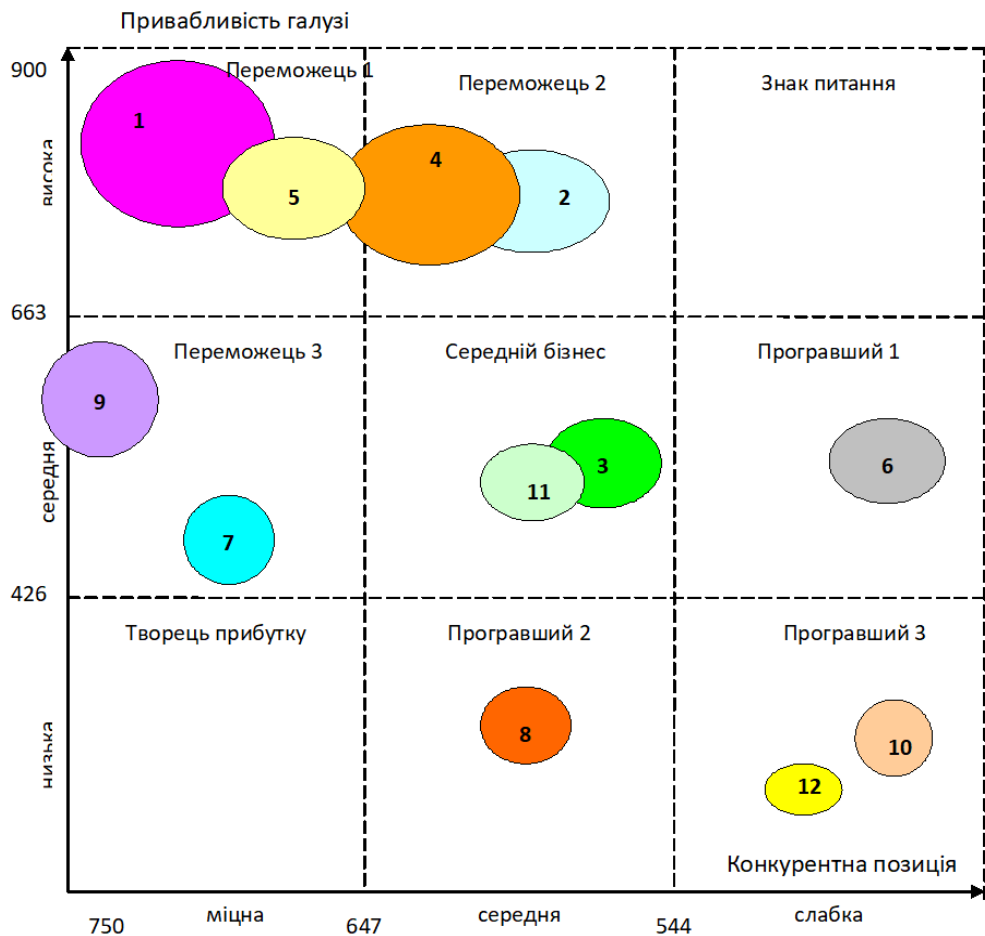 Привабливість галузі
900
Переможець 1
Переможець 2
Знак питання
1
4
5
2
висока
663
Переможець 3
Середній бізнес
Програвший 1
9
3
6
11
середня
7
426
Творець прибутку
Програвший 2
Програвший 3
8
10
12
низька
Конкурентна позиція
750
міцна
647
середня
544
слабка